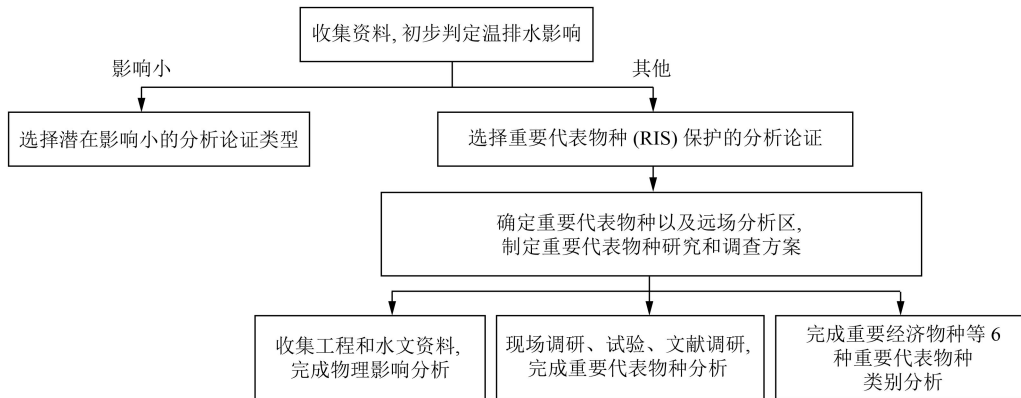 收集资料, 初步判定温排水影响
影响小
其他
选择潜在影响小的分析论证类型
选择重要代表物种 (RIS) 保护的分析论证
确定重要代表物种以及远场分析区,
制定重要代表物种研究和调查方案
收集工程和水文资料,
完成物理影响分析
现场调研、试验、文献调研,
完成重要代表物种分析
完成重要经济物种等 6
种重要代表物种
类别分析